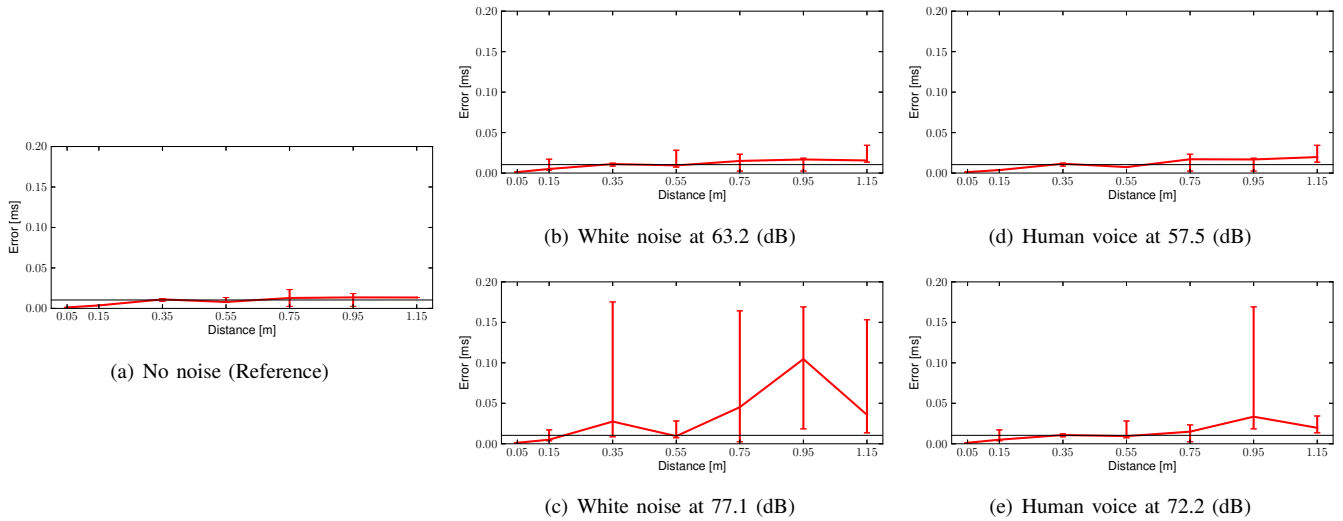 0.20
0.15
0.10
0.05
0.00
Error [ms]
0.05 0.15 0.35 0.55 0.75 0.95 1.15
Distance [m]
(a) No noise (Reference)
0.20
0.15
0.10
0.05
0.00
Error [ms]
0.05 0.15 0.35 0.55 0.75 0.95 1.15
Distance [m]
(b) White noise at 63.2 (dB)
0.20
0.15
0.10
0.05
0.00
Error [ms]
0.05 0.15 0.35 0.55 0.75 0.95 1.15
Distance [m]
(c) White noise at 77.1 (dB)
0.20
0.15
0.10
0.05
0.00
Error [ms]
0.05 0.15 0.35 0.55 0.75 0.95 1.15
Distance [m]
(d) Human voice at 57.5 (dB)
0.20
0.15
0.10
0.05
0.00
Error [ms]
0.05 0.15 0.35 0.55 0.75 0.95 1.15
Distance [m]
(e) Human voice at 72.2 (dB)